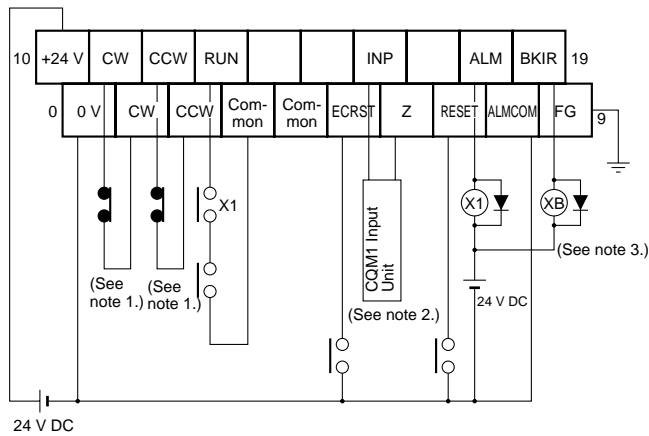 10 +24 V CW CCW RUN INP ALM BKIR 19
0 0 V CW CCW Com-
mon Com-
mon ECRST Z RESET ALMCOM FG 9
X1
X1
XB
CQM1 Input
Unit
(See
note 1.)
(See
note 1.)
(See note 2.)
(See note 3.)
24 V DC
24 V DC